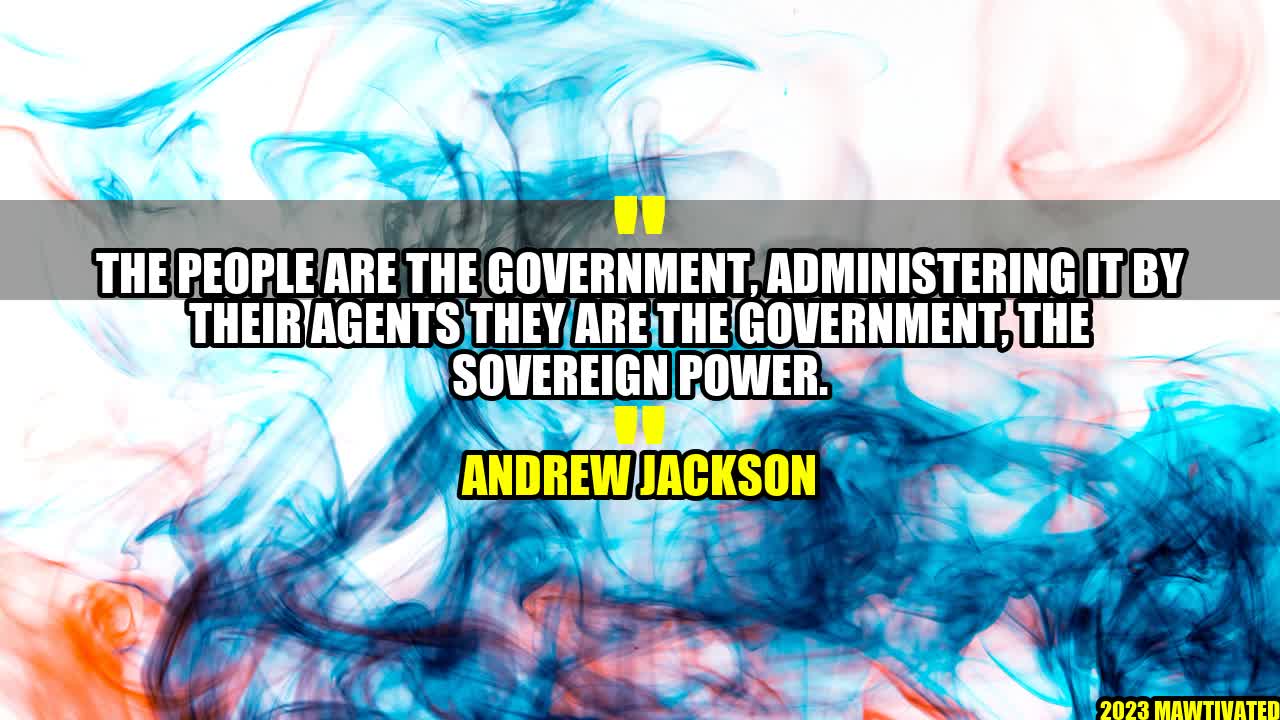 "
THE PEOPLE ARE THE GOVERNMENT, ADMINISTERING IT BY
THEIR AGENTS THEY ARE THE GOVERNMENT, THE
SOVEREIGN POWER.
"
ANDREW JACKSON
2023 MAWTIVATED